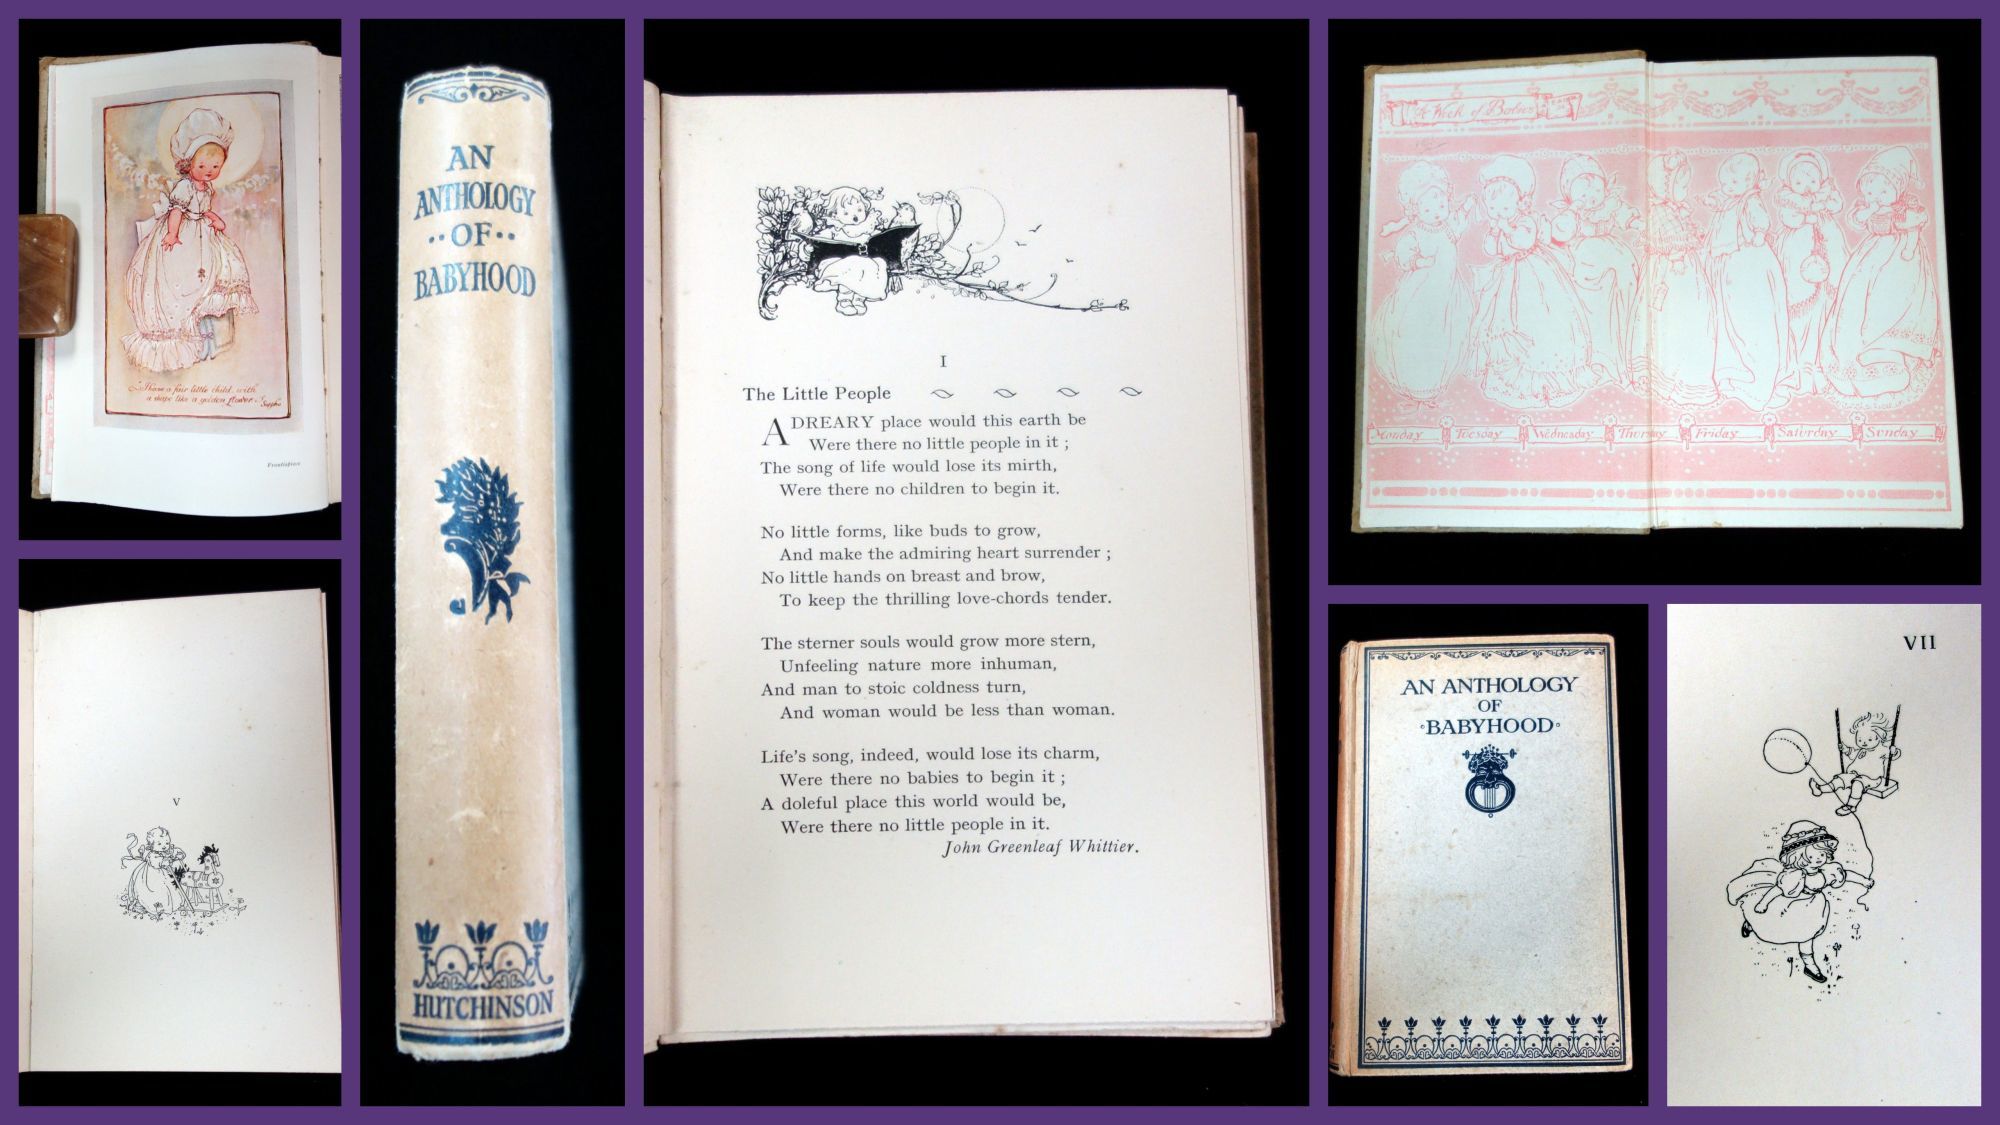 I have a fair little child, with
a shape like a golden flower. Sappho
Frontispiece
V
AN
ANTHOLOGY
··OF··
BABYHOOD
HUTCHINSON
I
The Little People
A DREARY place would this earth be
Were there no little people in it ;
The song of life would lose its mirth,
Were there no children to begin it.
No little forms, like buds to grow,
And make the admiring heart surrender ;
No little hands on breast and brow,
To keep the thrilling love-chords tender.
The sterner souls would grow more stern,
Unfeeling nature more inhuman,
And man to stoic coldness turn,
And woman would be less than woman.
Life's song, indeed, would lose its charm,
Were there no babies to begin it ;
A doleful place this world would be,
Were there no little people in it.
John Greenleaf Whittier.
A Week of Babies
Monday Tuesday Wednesday Thursday Friday Saturday Sunday
AN ANTHOLOGY
OF
·BABYHOOD·
VII